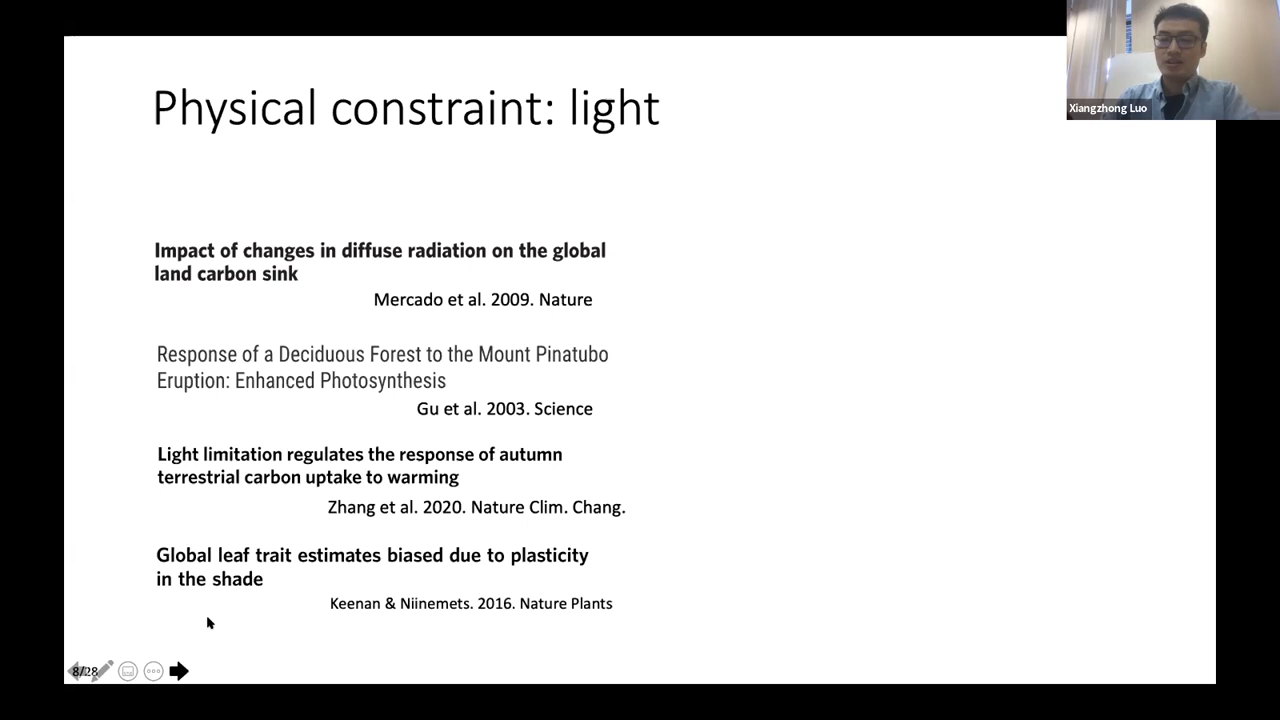 Physical constraint: light
Xiangzhong Luo
Impact of changes in diffuse radiation on the global
land carbon sink
Mercado et al. 2009. Nature
Response of a Deciduous Forest to the Mount Pinatubo
Eruption: Enhanced Photosynthesis
Gu et al. 2003. Science
Light limitation regulates the response of autumn
terrestrial carbon uptake to warming
Zhang et al. 2020. Nature Clim. Chang.
Global leaf trait estimates biased due to plasticity
in the shade
Keenan & Niinemets. 2016. Nature Plants
8/28